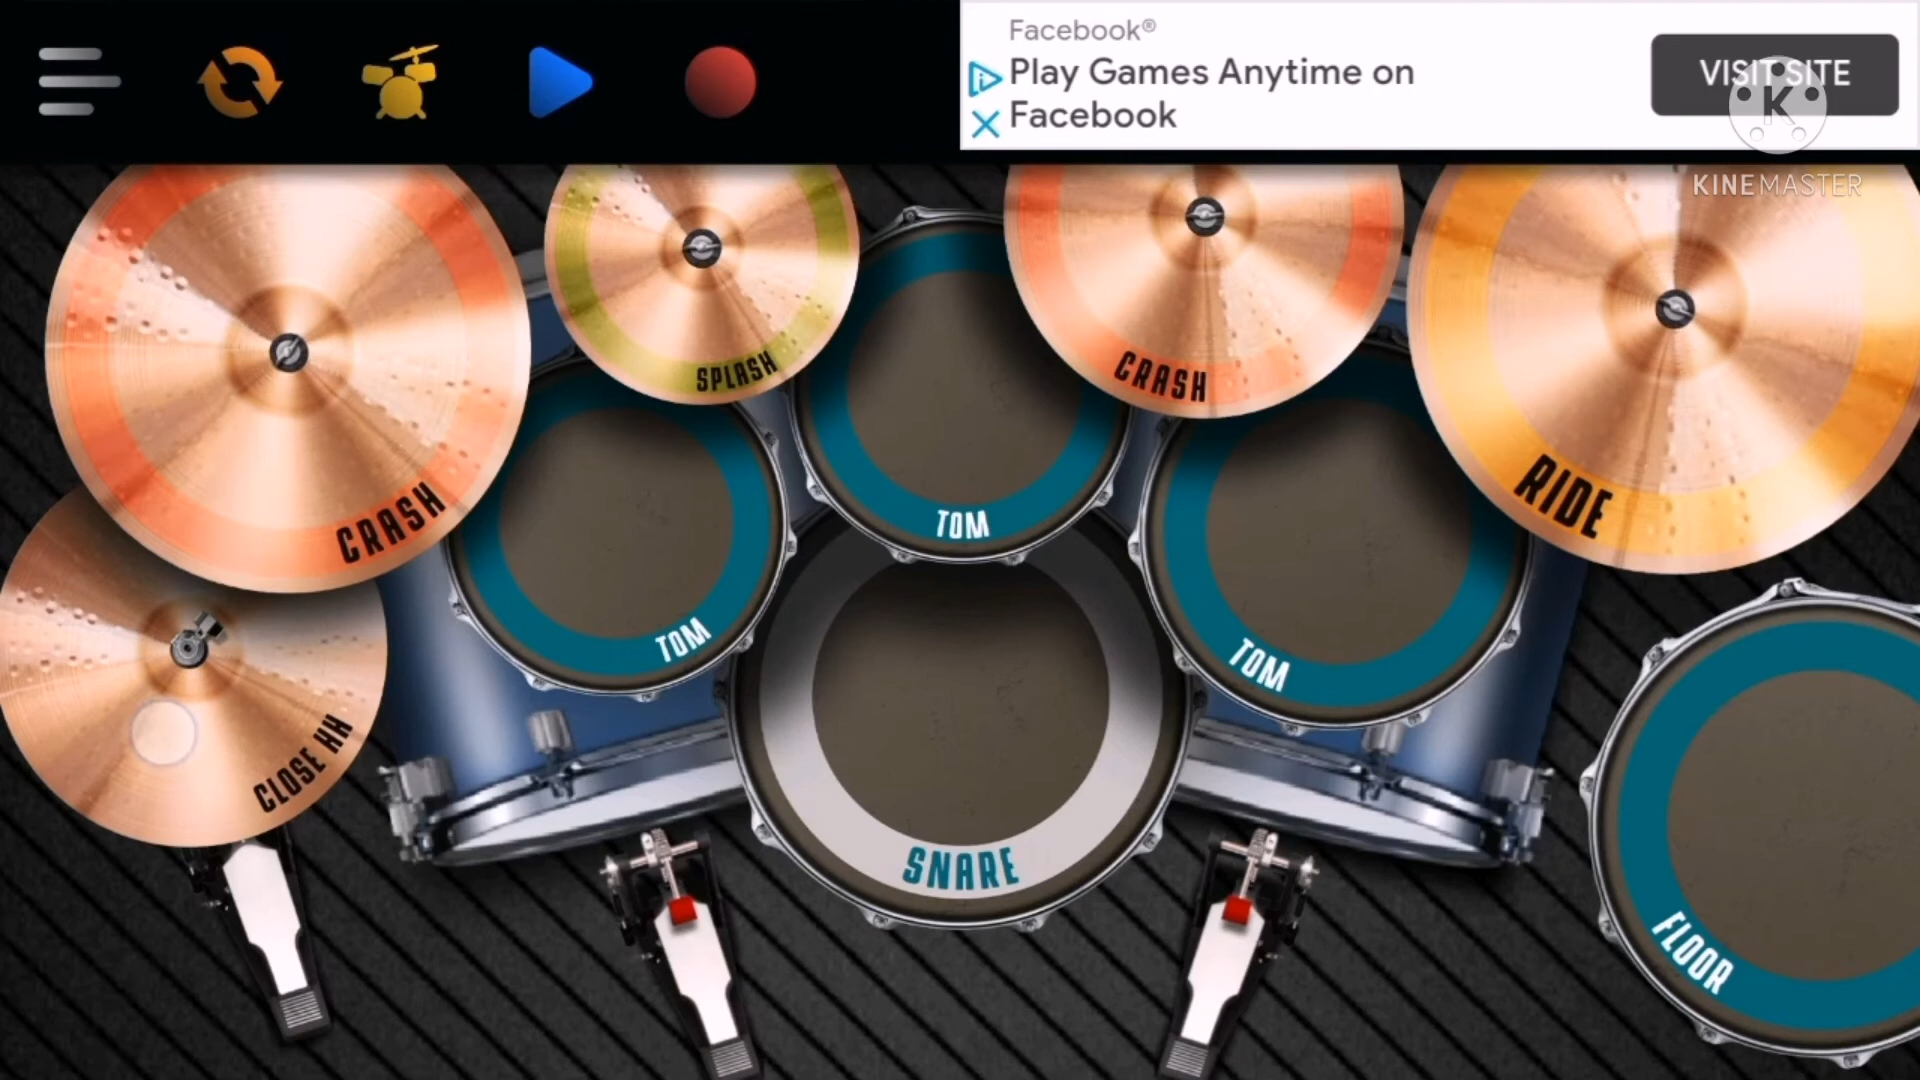 Facebook®
Play Games Anytime on
Facebook
VISIT SITE
K
KINEMASTER
CRASH
SPLASH
CRASH
RIDE
TOM
TOM
TOM
CLOSE HH
SNARE
FLOOR